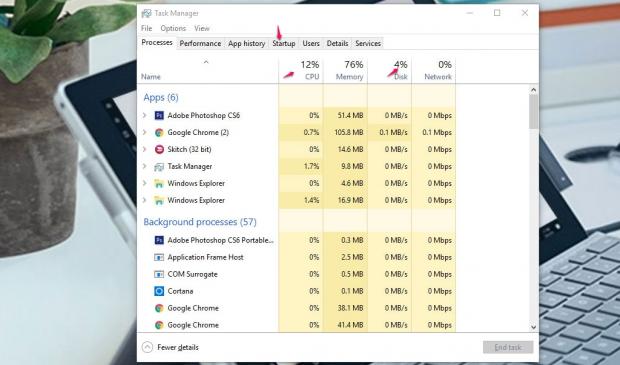 Task Manager
File Options View
Processes Performance App history Startup Users Details Services
12% 76% 4% 0%
Name CPU Memory Disk Network
Apps (6)
Adobe Photoshop CS6 0% 51.4 MB 0 MB/s 0 Mbps
Google Chrome (2) 0.7% 105.8 MB 0.1 MB/s 0.1 Mbps
Skitch (32 bit) 0% 14.6 MB 0 MB/s 0 Mbps
Task Manager 1.7% 9.8 MB 0 MB/s 0 Mbps
Windows Explorer 0% 4.6 MB 0 MB/s 0 Mbps
Windows Explorer 1.4% 16.9 MB 0 MB/s 0 Mbps
Background processes (57)
Adobe Photoshop CS6 Portable... 0% 0.3 MB 0 MB/s 0 Mbps
Application Frame Host 0% 2.5 MB 0 MB/s 0 Mbps
COM Surrogate 0% 0.5 MB 0 MB/s 0 Mbps
Cortana 0% 0.1 MB 0 MB/s 0 Mbps
Google Chrome 0% 38.1 MB 0 MB/s 0 Mbps
Google Chrome 0% 41.4 MB 0 MB/s 0 Mbps
Fewer details End task